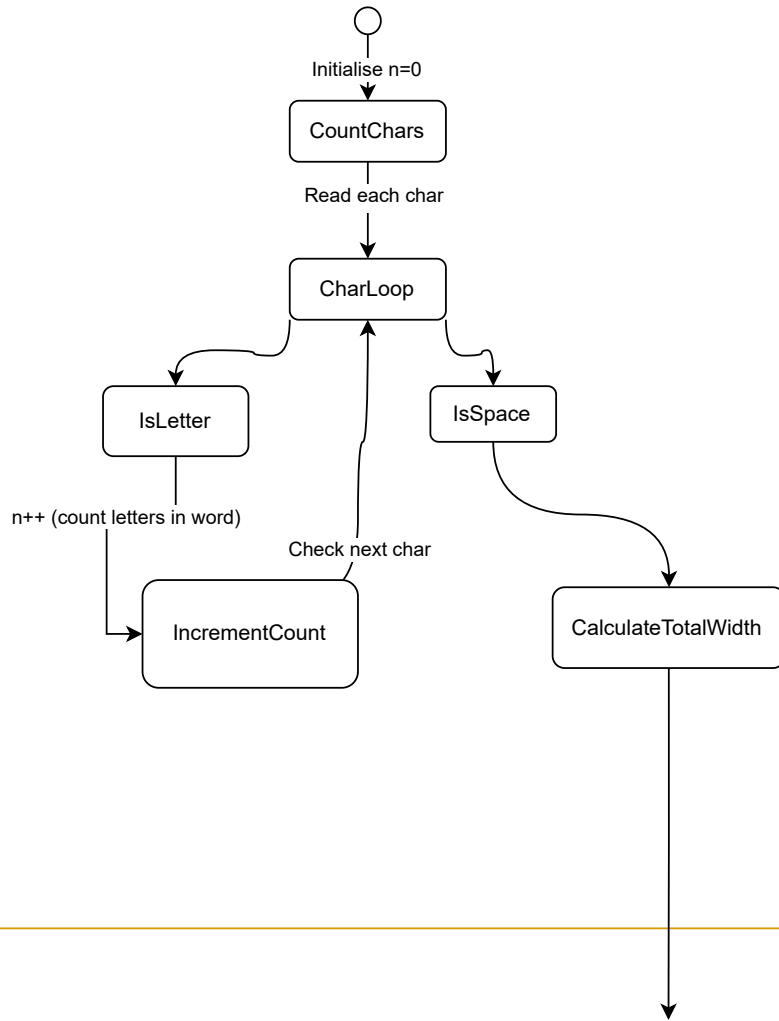 Initialise n=0
CountChars
Read each char
CharLoop
IsLetter
IsSpace
n++ (count letters in word)
Check next char
IncrementCount
CalculateTotalWidth